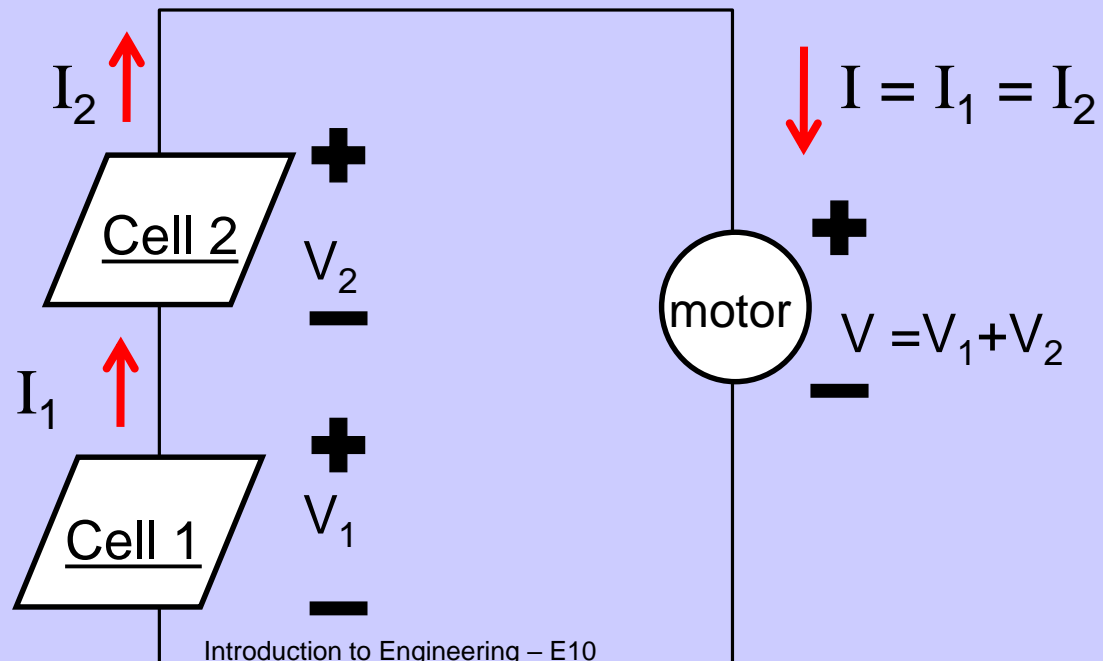 I₂
I = I₁ = I₂
+
Cell 2
+
V₂
motor
−
V =V₁+V₂
I₁
−
+
Cell 1
V₁
−
Introduction to Engineering – E10